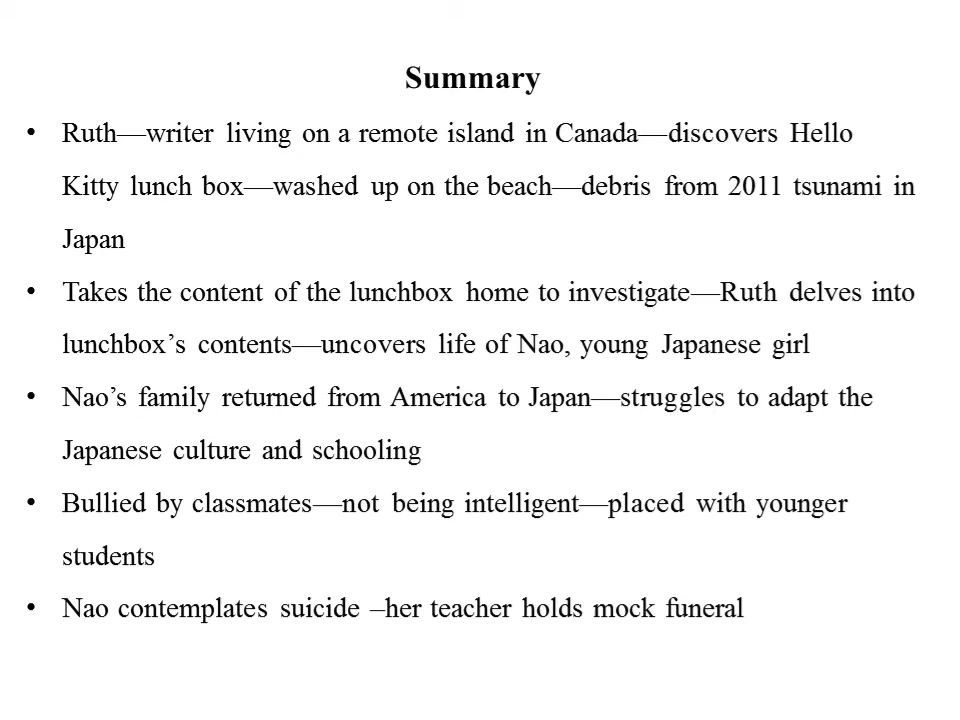 Summary
• Ruth—writer living on a remote island in Canada—discovers Hello
Kitty lunch box—washed up on the beach—debris from 2011 tsunami in
Japan
• Takes the content of the lunchbox home to investigate—Ruth delves into
lunchbox’s contents—uncovers life of Nao, young Japanese girl
• Nao’s family returned from America to Japan—struggles to adapt the
Japanese culture and schooling
• Bullied by classmates—not being intelligent—placed with younger
students
• Nao contemplates suicide –her teacher holds mock funeral